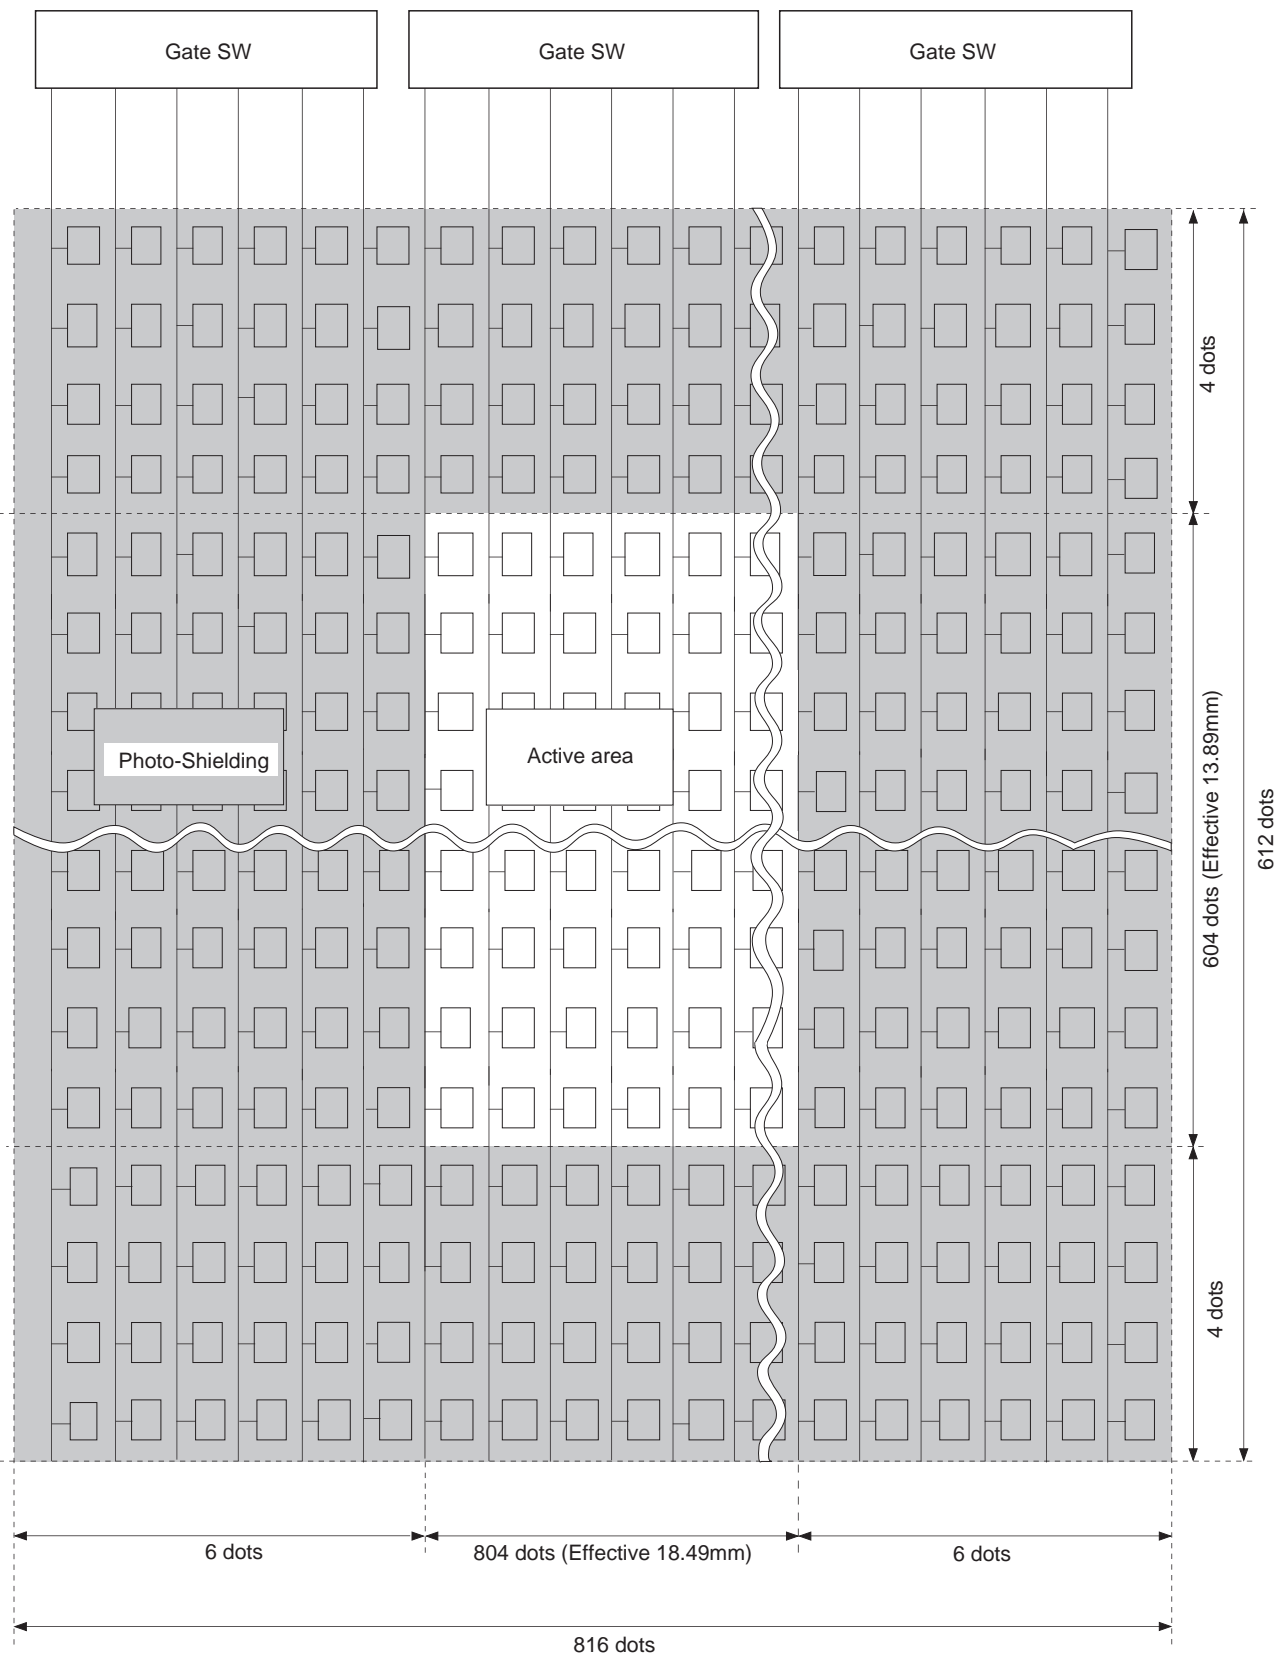 Gate SW
Gate SW
Gate SW
4 dots
Photo-Shielding
Active area
604 dots (Effective 13.89mm)
612 dots
4 dots
6 dots
804 dots (Effective 18.49mm)
6 dots
816 dots